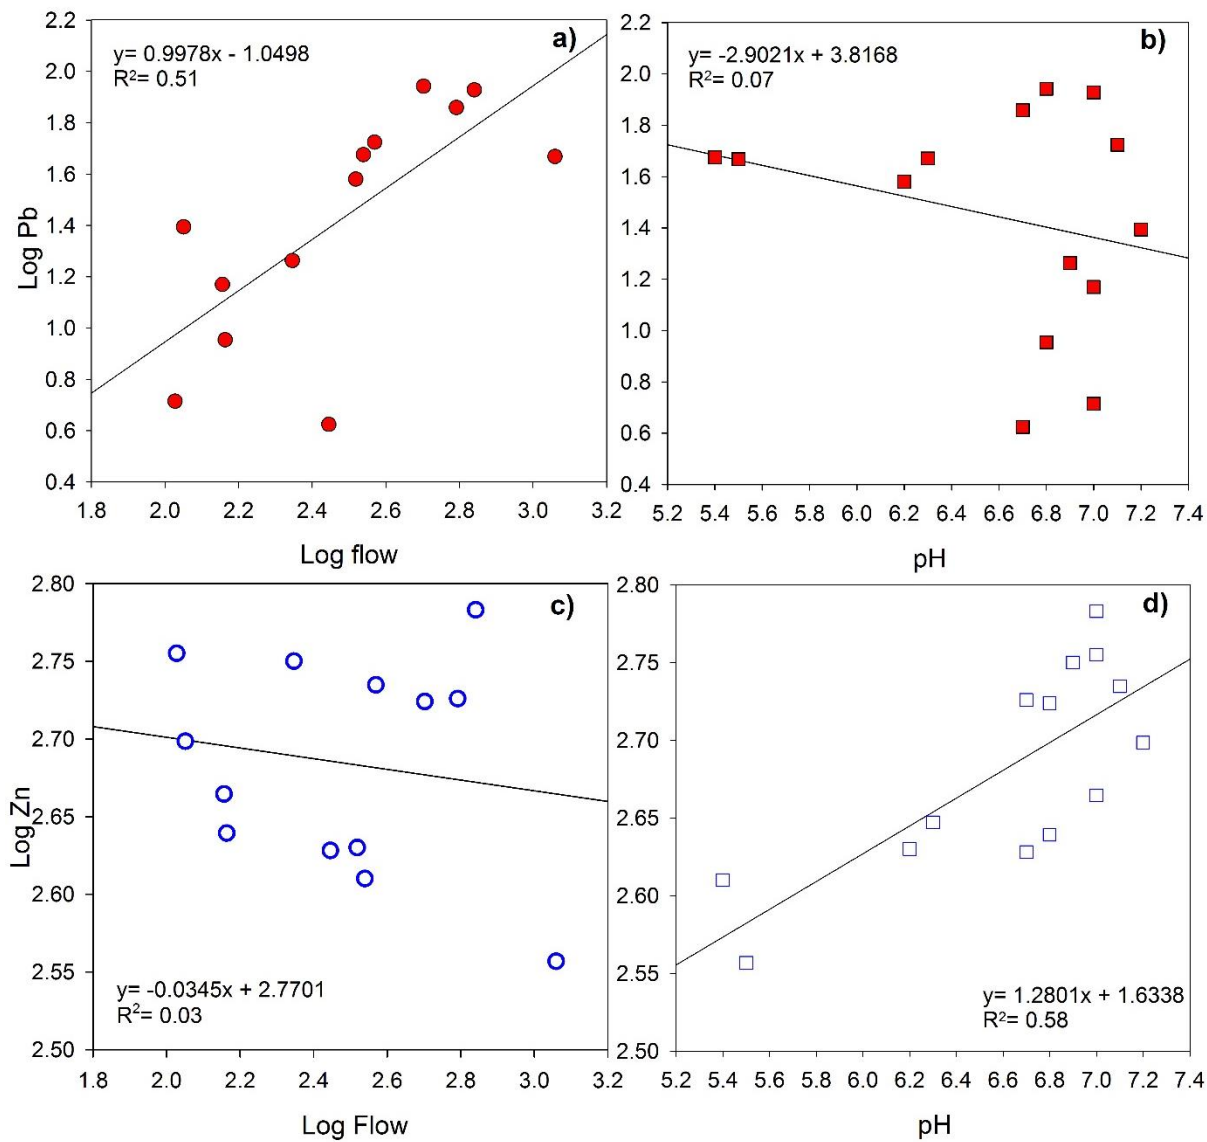 a)
y= 0.9978x - 1.0498
R²= 0.51
2.2
2.0
1.8
1.6
1.4
1.2
1.0
0.8
0.6
0.4
Log Pb
1.8 2.0 2.2 2.4 2.6 2.8 3.0 3.2
Log flow
b)
y= -2.9021x + 3.8168
R²= 0.07
2.2
2.0
1.8
1.6
1.4
1.2
1.0
0.8
0.6
0.4
5.2 5.4 5.6 5.8 6.0 6.2 6.4 6.6 6.8 7.0 7.2 7.4
pH
c)
2.80
2.75
2.70
2.65
2.60
2.55
2.50
Log Zn
y= -0.0345x + 2.7701
R²= 0.03
1.8 2.0 2.2 2.4 2.6 2.8 3.0 3.2
Log Flow
d)
2.80
2.75
2.70
2.65
2.60
2.55
2.50
y= 1.2801x + 1.6338
R²= 0.58
5.2 5.4 5.6 5.8 6.0 6.2 6.4 6.6 6.8 7.0 7.2 7.4
pH